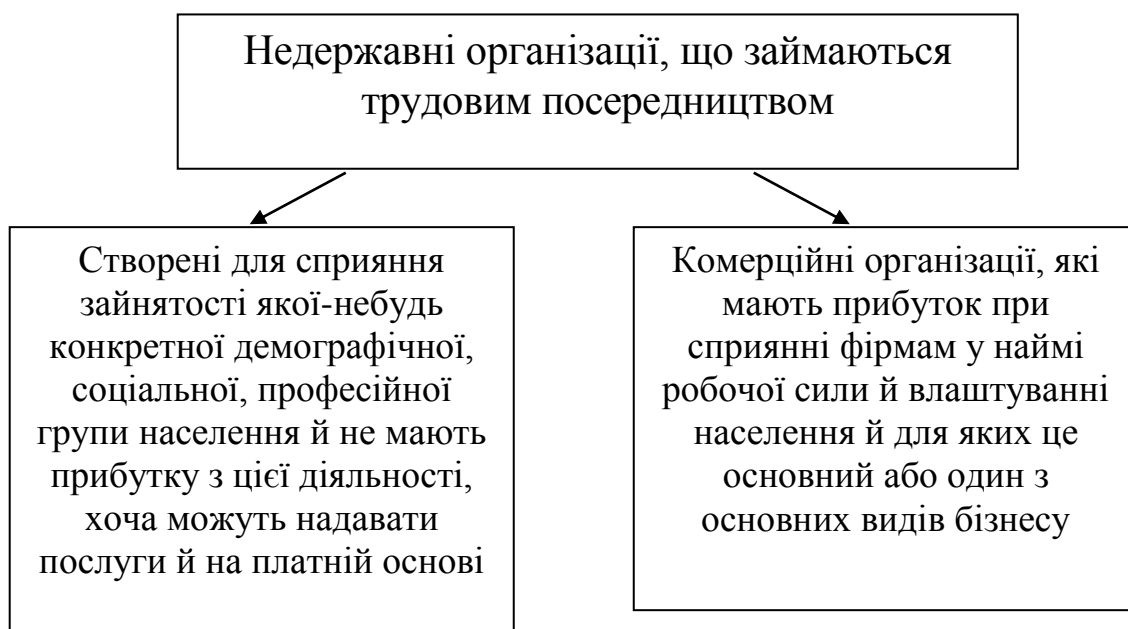 Недержавні організації, що займаються
трудовим посередництвом
Створені для сприяння
зайнятості якої-небудь
конкретної демографічної,
соціальної, професійної
групи населення й не мають
прибутку з цієї діяльності,
хоча можуть надавати
послуги й на платній основі
Комерційні організації, які
мають прибуток при
сприянні фірмам у наймі
робочої сили й влаштуванні
населення й для яких це
основний або один з
основних видів бізнесу